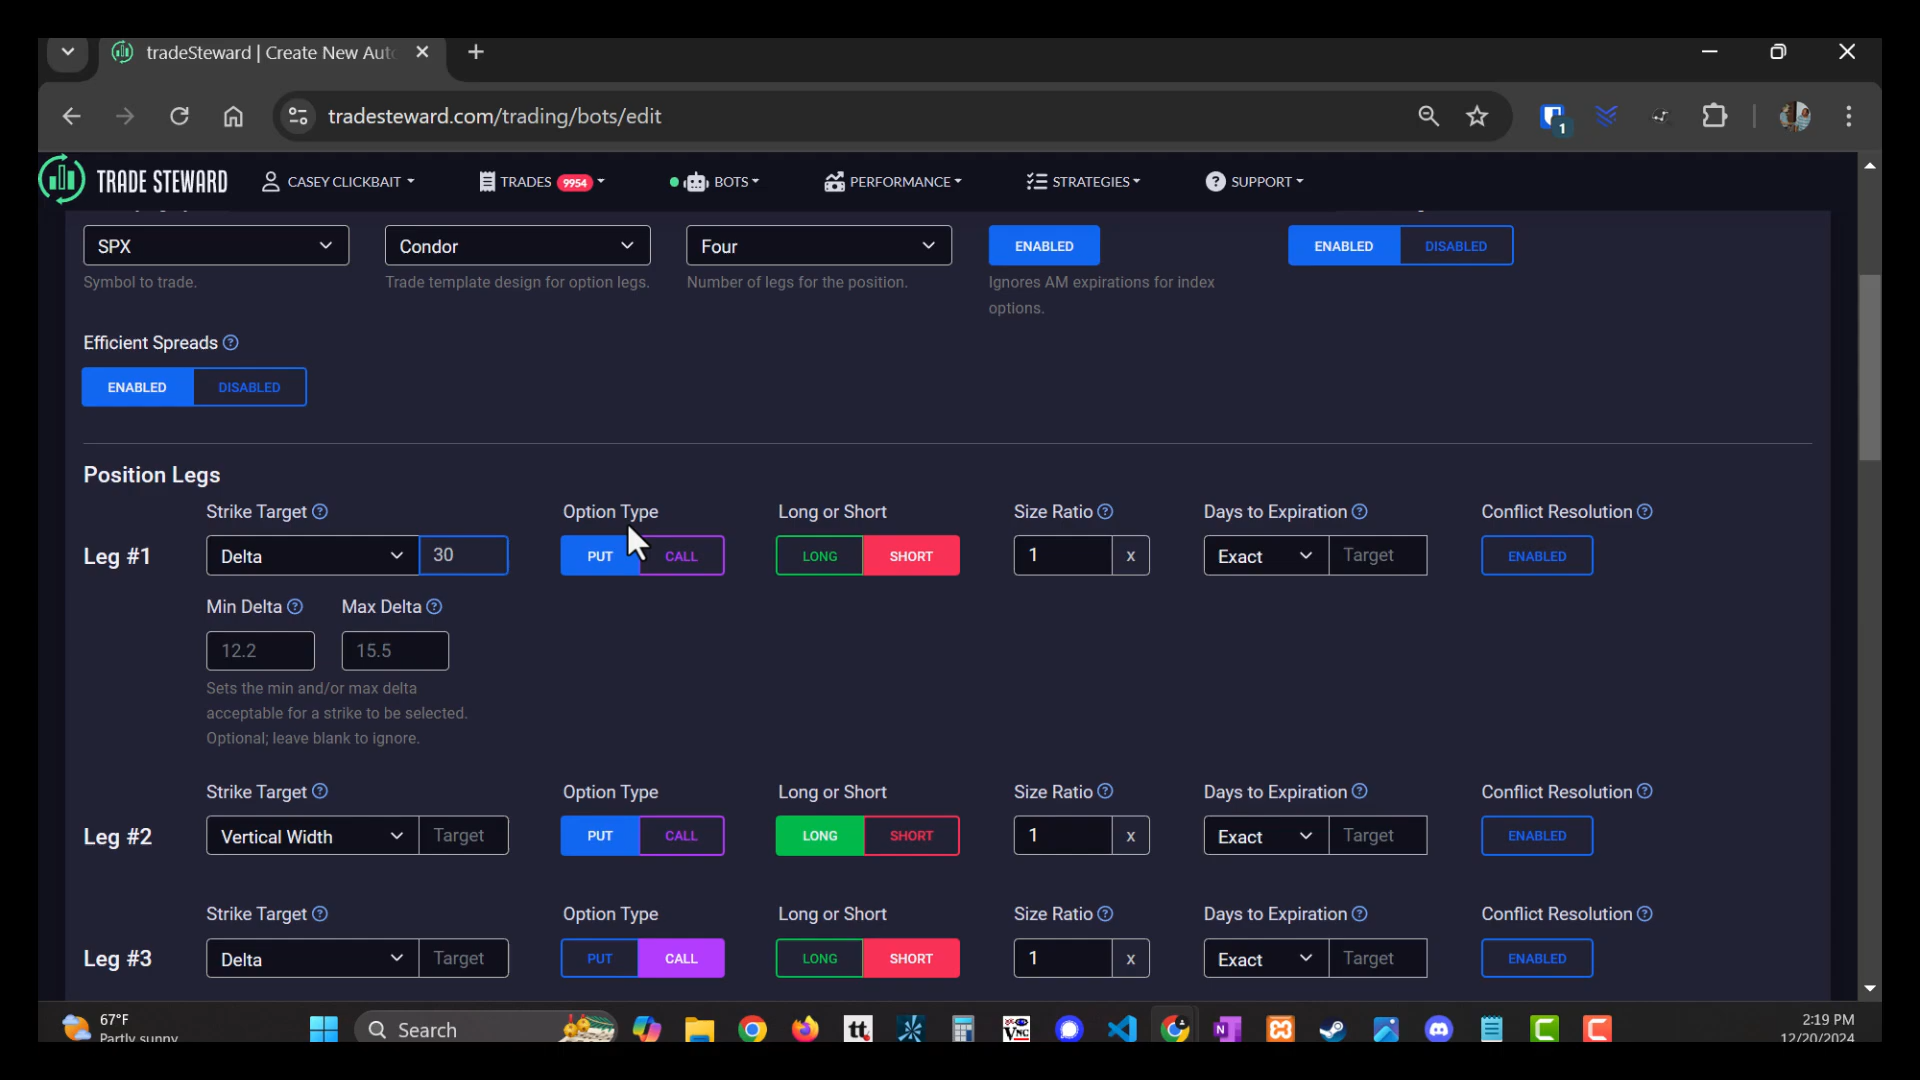 tradeSteward | Create New Aut
tradesteward.com/trading/bots/edit
1
TRADE STEWARD
CASEY CLICKBAIT
TRADES 9954
BOTS
PERFORMANCE
STRATEGIES
? SUPPORT
SPX
Condor
Four
ENABLED
ENABLED DISABLED
Symbol to trade.
Trade template design for option legs.
Number of legs for the position.
Ignores AM expirations for index
options.
Efficient Spreads ?
ENABLED DISABLED
Position Legs
Strike Target ? Option Type Long or Short Size Ratio ? Days to Expiration ? Conflict Resolution ?
Leg #1 Delta 30 PUT CALL LONG SHORT 1 x Exact Target ENABLED
Min Delta ? Max Delta ?
12.2 15.5
Sets the min and/or max delta
acceptable for a strike to be selected.
Optional; leave blank to ignore.
Strike Target ? Option Type Long or Short Size Ratio ? Days to Expiration ? Conflict Resolution ?
Leg #2 Vertical Width Target PUT CALL LONG SHORT 1 x Exact Target ENABLED
Strike Target ? Option Type Long or Short Size Ratio ? Days to Expiration ? Conflict Resolution ?
Leg #3 Delta Target PUT CALL LONG SHORT 1 x Exact Target ENABLED
67°F
Partly sunny
Search
tt
VNC
N
2:19 PM
12/20/2024